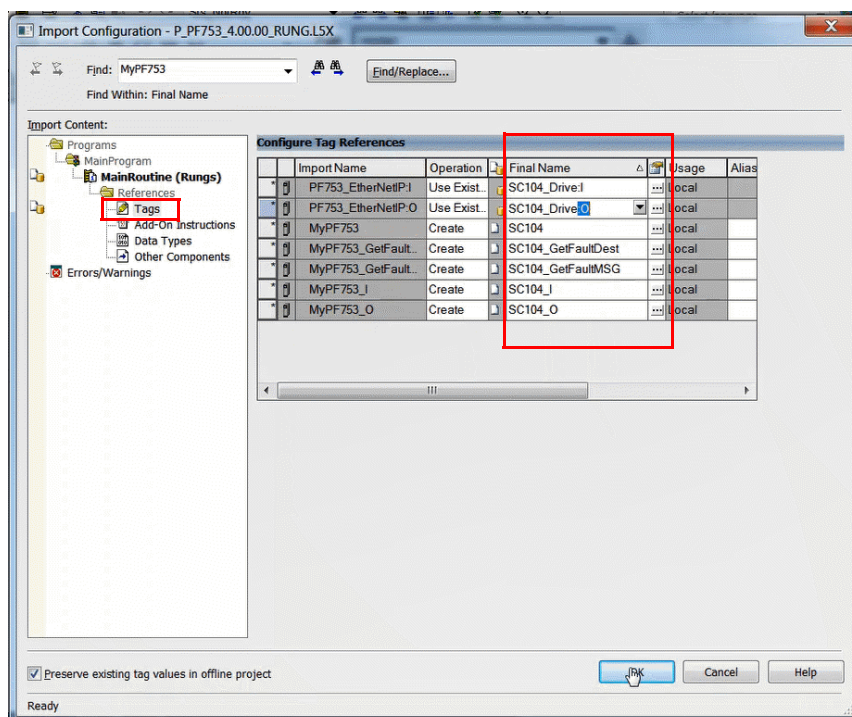 Import Configuration - P_PF753_4.00.00_RUNG.L5X
X
Find: MyPF753 Find/Replace...
Find Within: Final Name
Import Content:
Programs
MainProgram
MainRoutine (Rungs)
References
Tags
Add-On Instructions
Data Types
Other Components
Errors/Warnings
Configure Tag References
Import Name Operation Final Name Usage Alias
* PF753_EtherNetIP:I Use Exist... SC104_Drive:I ... Local
* PF753_EtherNetIP:O Use Exist... SC104_Drive:O ... Local
* MyPF753 Create SC104 ... Local
* MyPF753_GetFault... Create SC104_GetFaultDest ... Local
* MyPF753_GetFault... Create SC104_GetFaultMSG ... Local
* MyPF753_I Create SC104_I ... Local
* MyPF753_O Create SC104_O ... Local
Preserve existing tag values in offline project
OK Cancel Help
Ready